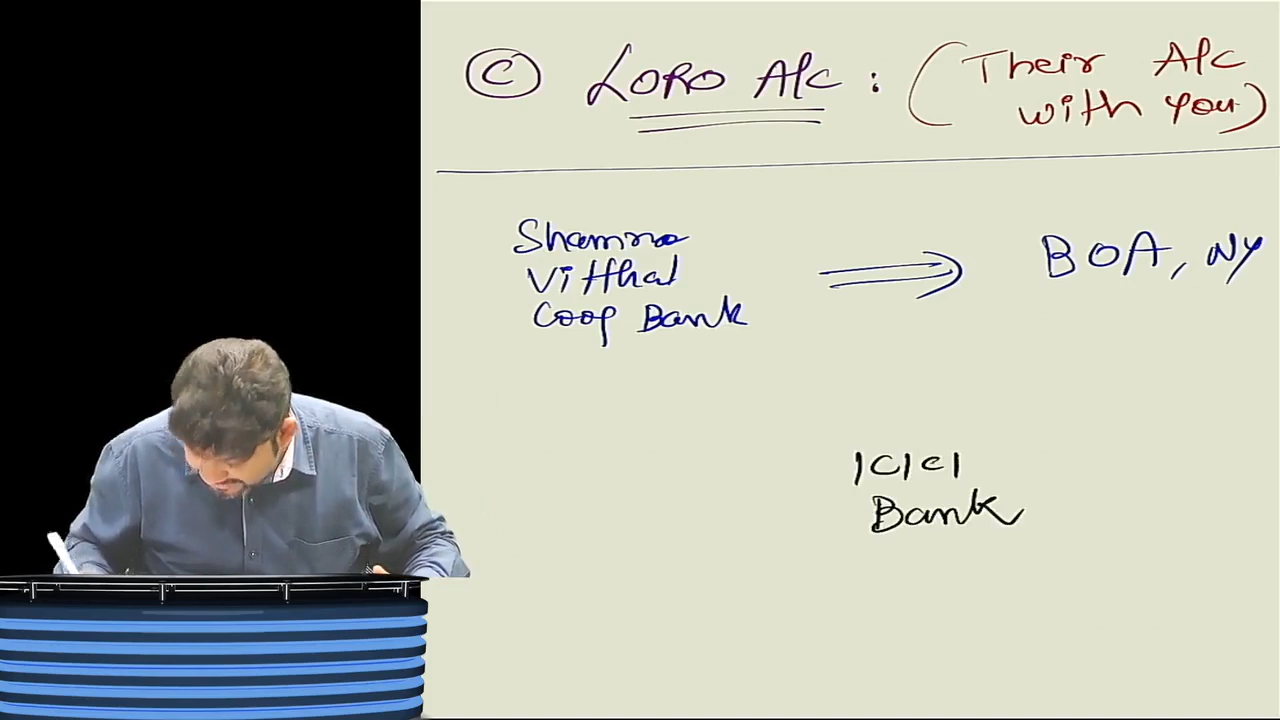 © LORO A/c : (Their A/c
with you)
Shamrao
Vitthal
Coop Bank
⇒ BOA, NY
ICICI
Bank